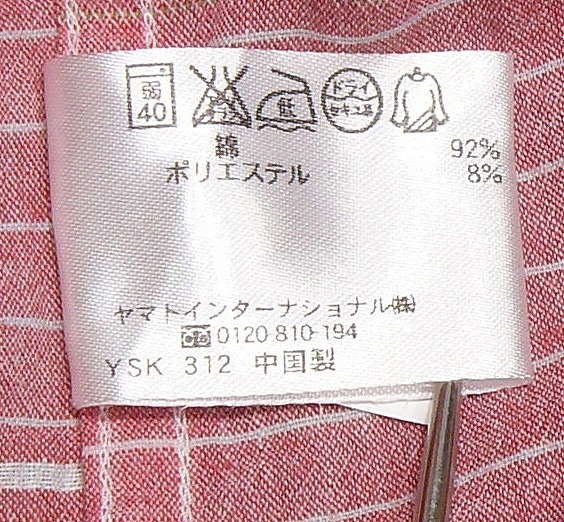 弱 40 低 ドライ セキユ系
綿 92%
ポリエステル 8%
ヤマトインターナショナル(株)
0120-810-194
YSK 312 中国製